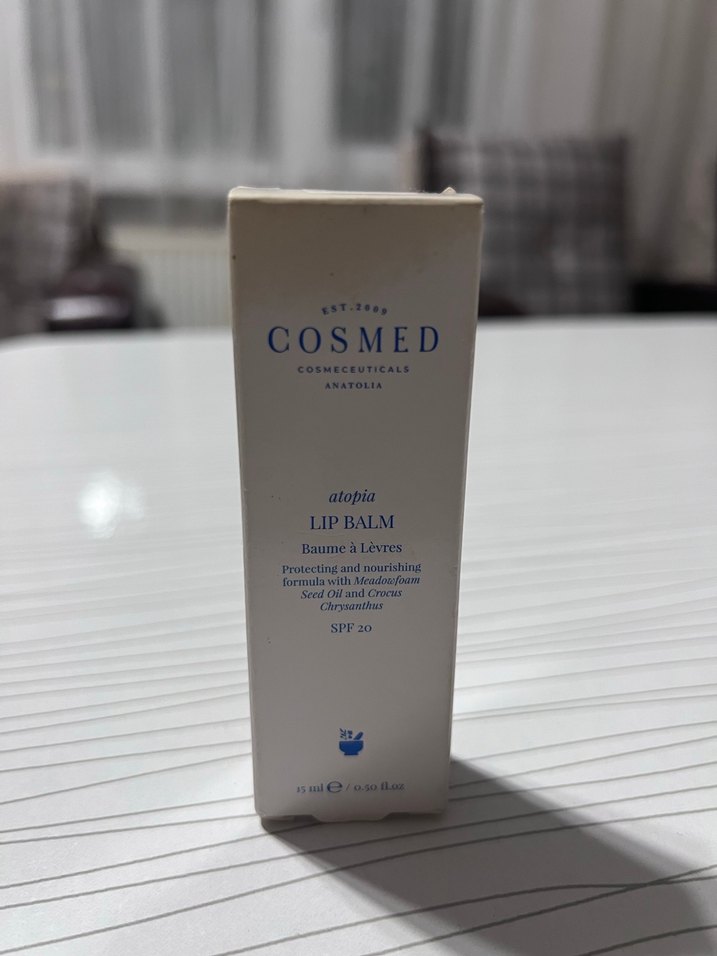 EST. 2009
COSMED
COSMECEUTICALS
ANATOLIA
atopia
LIP BALM
Baume à Lèvres
Protecting and nourishing
formula with Meadowfoam
Seed Oil and Crocus
Chrysanthus
SPF 20
15 ml ℮ / 0.50 fl.oz